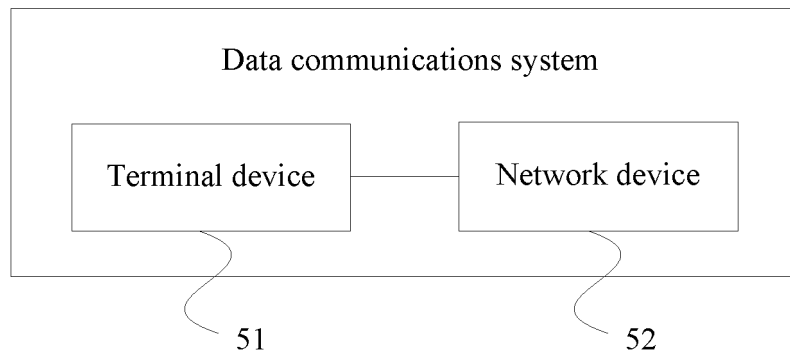 Data communications system
Terminal device
Network device
51
52